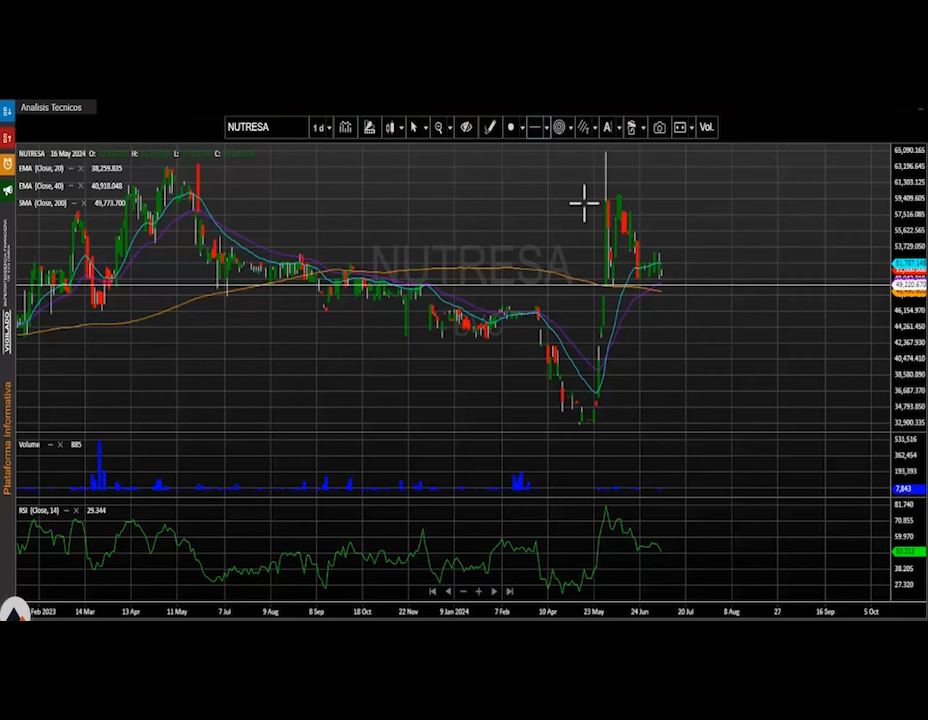 Analisis Tecnicos
NUTRESA
1 d
Vol.
NUTRESA 16 May 2024 O: H: L: C:
EMA (Close, 20) 38,259.835
EMA (Close, 40) 40,918.048
SMA (Close, 200) 49,773.700
NUTRESA
65,090.165
63,196.645
61,303.125
59,409.605
57,516.085
55,622.565
53,729.050
51,787.140
49,220.670
46,154.970
44,261.450
42,367.930
40,474.410
38,580.890
36,687.370
34,793.850
32,900.335
Volume 885
531,516
362,454
193,393
7,843
RSI (Close, 14) 29.344
81.740
70.855
59.970
38.205
27.320
Feb 2023 14 Mar 13 Apr 11 May 7 Jul 9 Aug 8 Sep 18 Oct 22 Nov 9 Jan 2024 7 Feb 10 Apr 23 May 24 Jun 20 Jul 8 Aug 27 16 Sep 5 Oct
VIGILADO
Plataforma Informativa